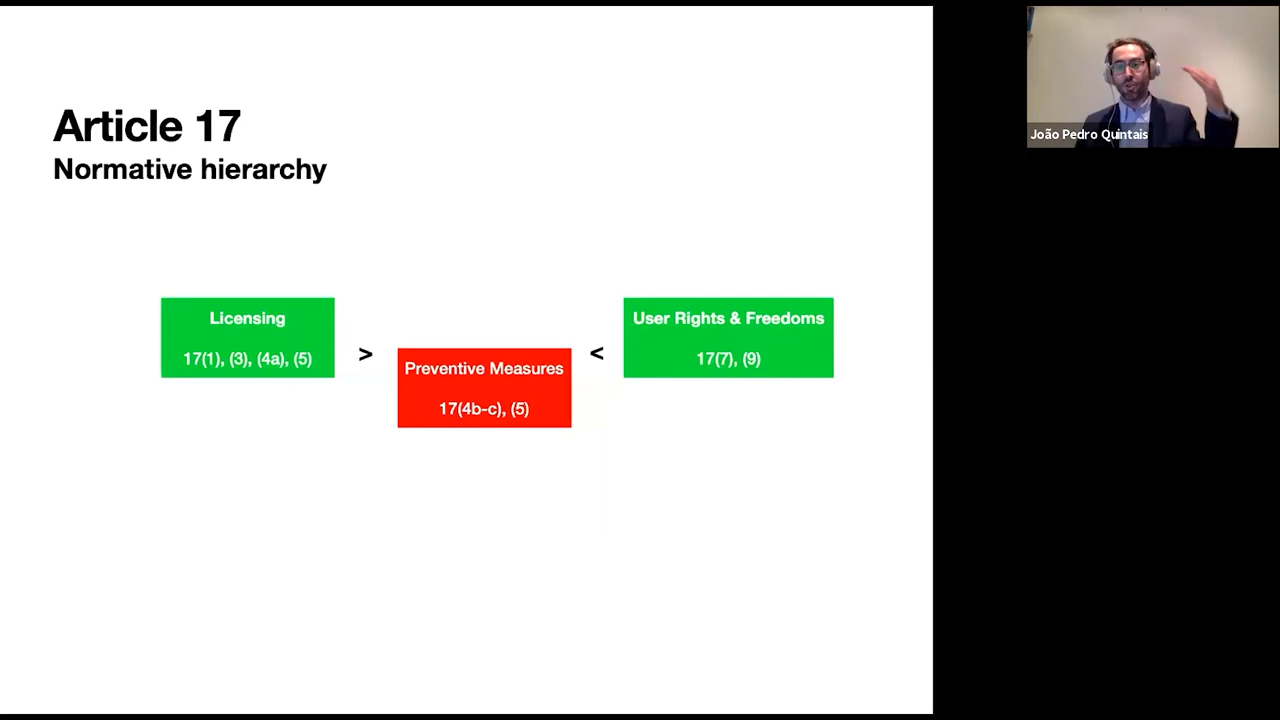 Article 17
Normative hierarchy
Licensing
17(1), (3), (4a), (5)
>
Preventive Measures
17(4b-c), (5)
<
User Rights & Freedoms
17(7), (9)
João Pedro Quintais